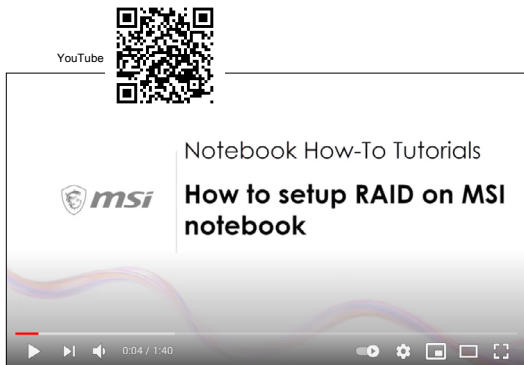 YouTube
Notebook How-To Tutorials
msi
How to setup RAID on MSI
notebook
0:04 / 1:40